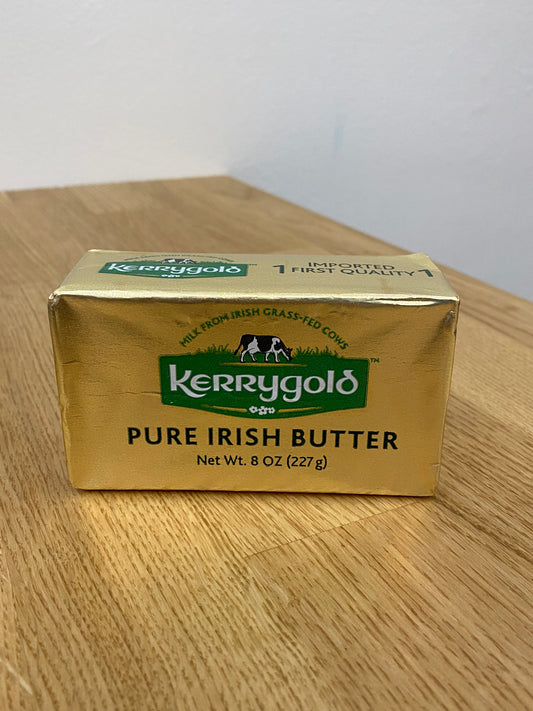 Kerrygold
1 IMPORTED 1
FIRST QUALITY
MILK FROM IRISH GRASS-FED COWS
Kerrygold™
PURE IRISH BUTTER
Net Wt. 8 OZ (227g)